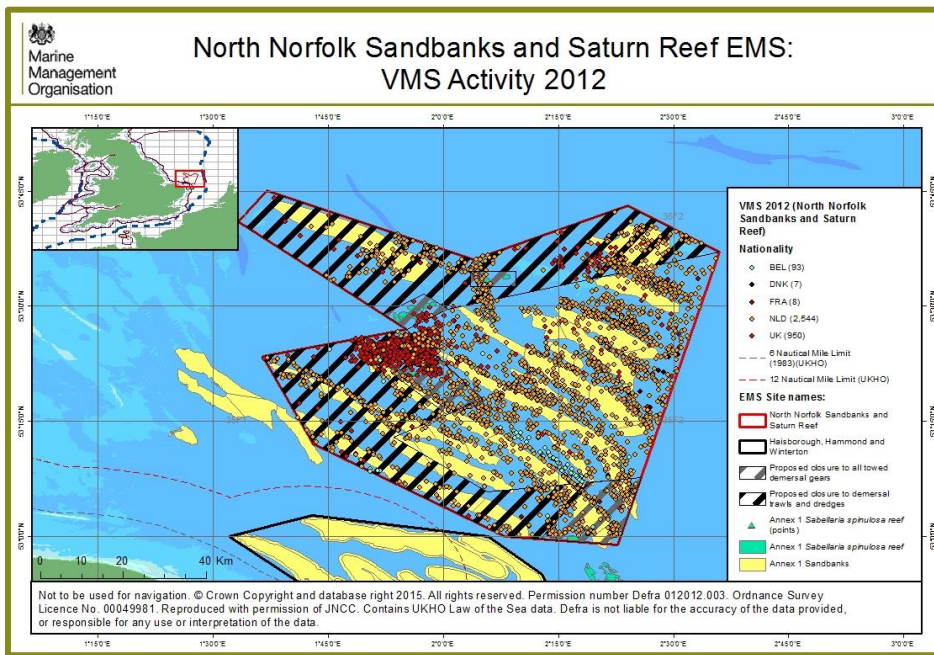 Marine
Management
Organisation
North Norfolk Sandbanks and Saturn Reef EMS:
VMS Activity 2012
1°15'0"E 1°30'0"E 1°45'0"E 2°0'0"E 2°15'0"E 2°30'0"E 3°0'0"E
36F2
VMS 2012 (North Norfolk
Sandbanks and Saturn
Reef)
Nationality
BEL (93)
DNK (7)
FRA (8)
NLD (2,544)
UK (950)
6 Nautical Mile Limit
(1983)(UKHO)
12 Nautical Mile Limit (UKHO)
EMS Site names:
North Norfolk Sandbanks and
Saturn Reef
Haisborough, Hammond and
Winterton
Proposed closure to all towed
demersal gears
Proposed closure to demersal
trawls and dredges
Annex 1 Sabellaria spinulosa reef
(points)
Annex 1 Sabellaria spinulosa reef
Annex 1 Sandbanks
0 10 20 40 Km
Not to be used for navigation. © Crown Copyright and database right 2015. All rights reserved. Permission number Defra 012012.003. Ordnance Survey
Licence No. 00049981. Reproduced with permission of JNCC. Contains UKHO Law of the Sea data. Defra is not liable for the accuracy of the data provided,
or responsible for any use or interpretation of the data.
1°15'0"E 1°30'0"E 1°45'0"E 2°0'0"E 2°15'0"E 2°30'0"E 3°0'0"E